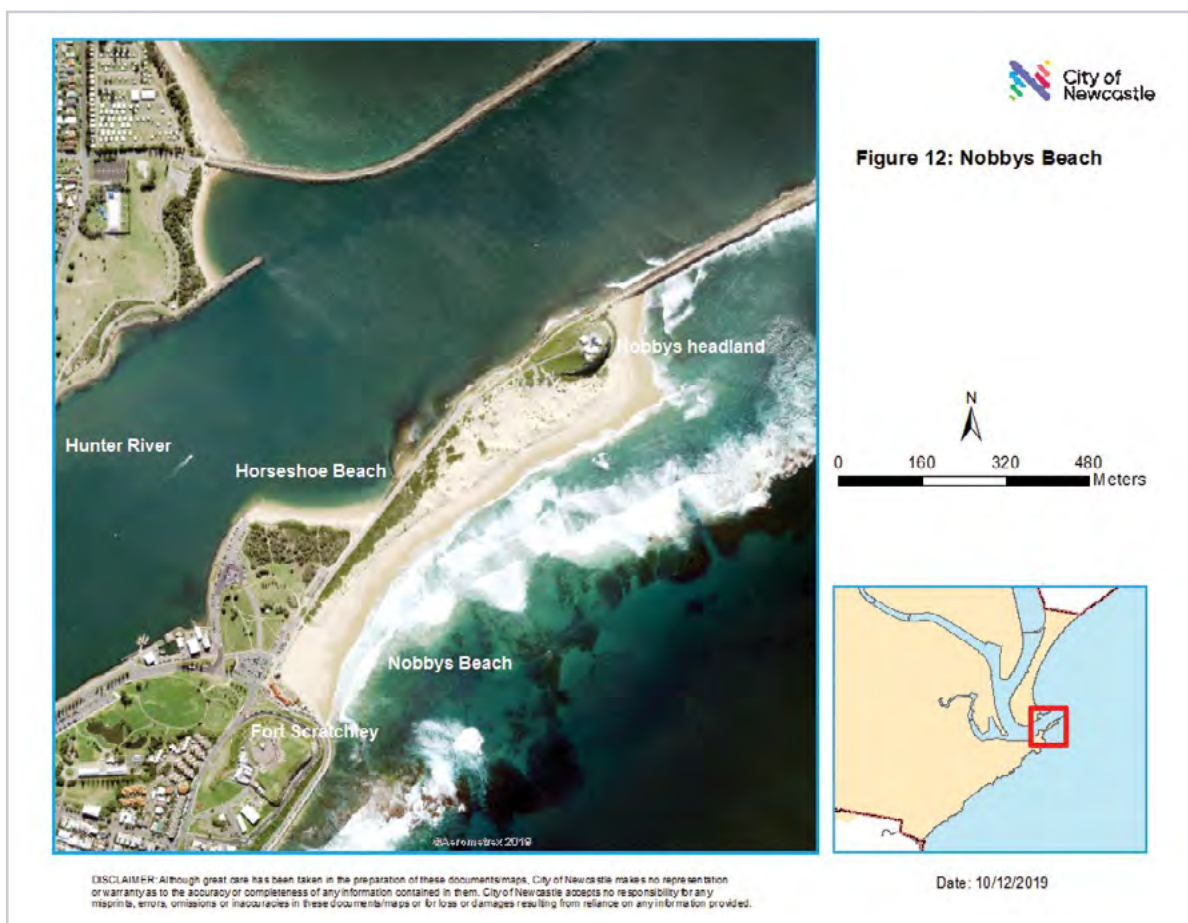 City of
Newcastle
Figure 12: Nobbys Beach
Nobbys headland
Hunter River
Horseshoe Beach
Nobbys Beach
Fort Scratchley
©Aerometrex 2019
N
0 160 320 480
Meters
DISCLAIMER: Although great care has been taken in the preparation of these documents/maps, City of Newcastle makes no representation
or warranty as to the accuracy or completeness of any information contained in them. City of Newcastle accepts no responsibility for any
misprints, errors, omissions or inaccuracies in these documents/maps or for loss or damages resulting from reliance on any information provided.
Date: 10/12/2019